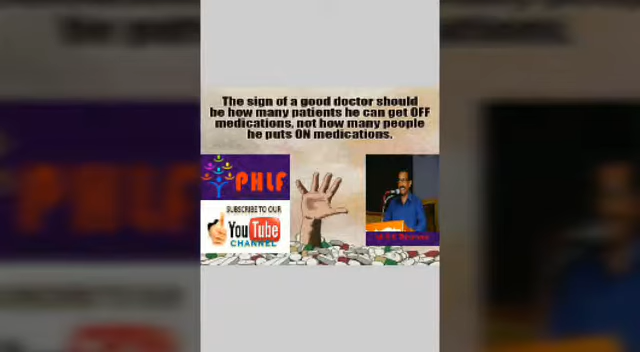 The sign of a good doctor should
be how many patients he can get OFF
medications, not how many people
he puts ON medications.
PHLF
SUBSCRIBE TO OUR
YouTube
CHANNEL